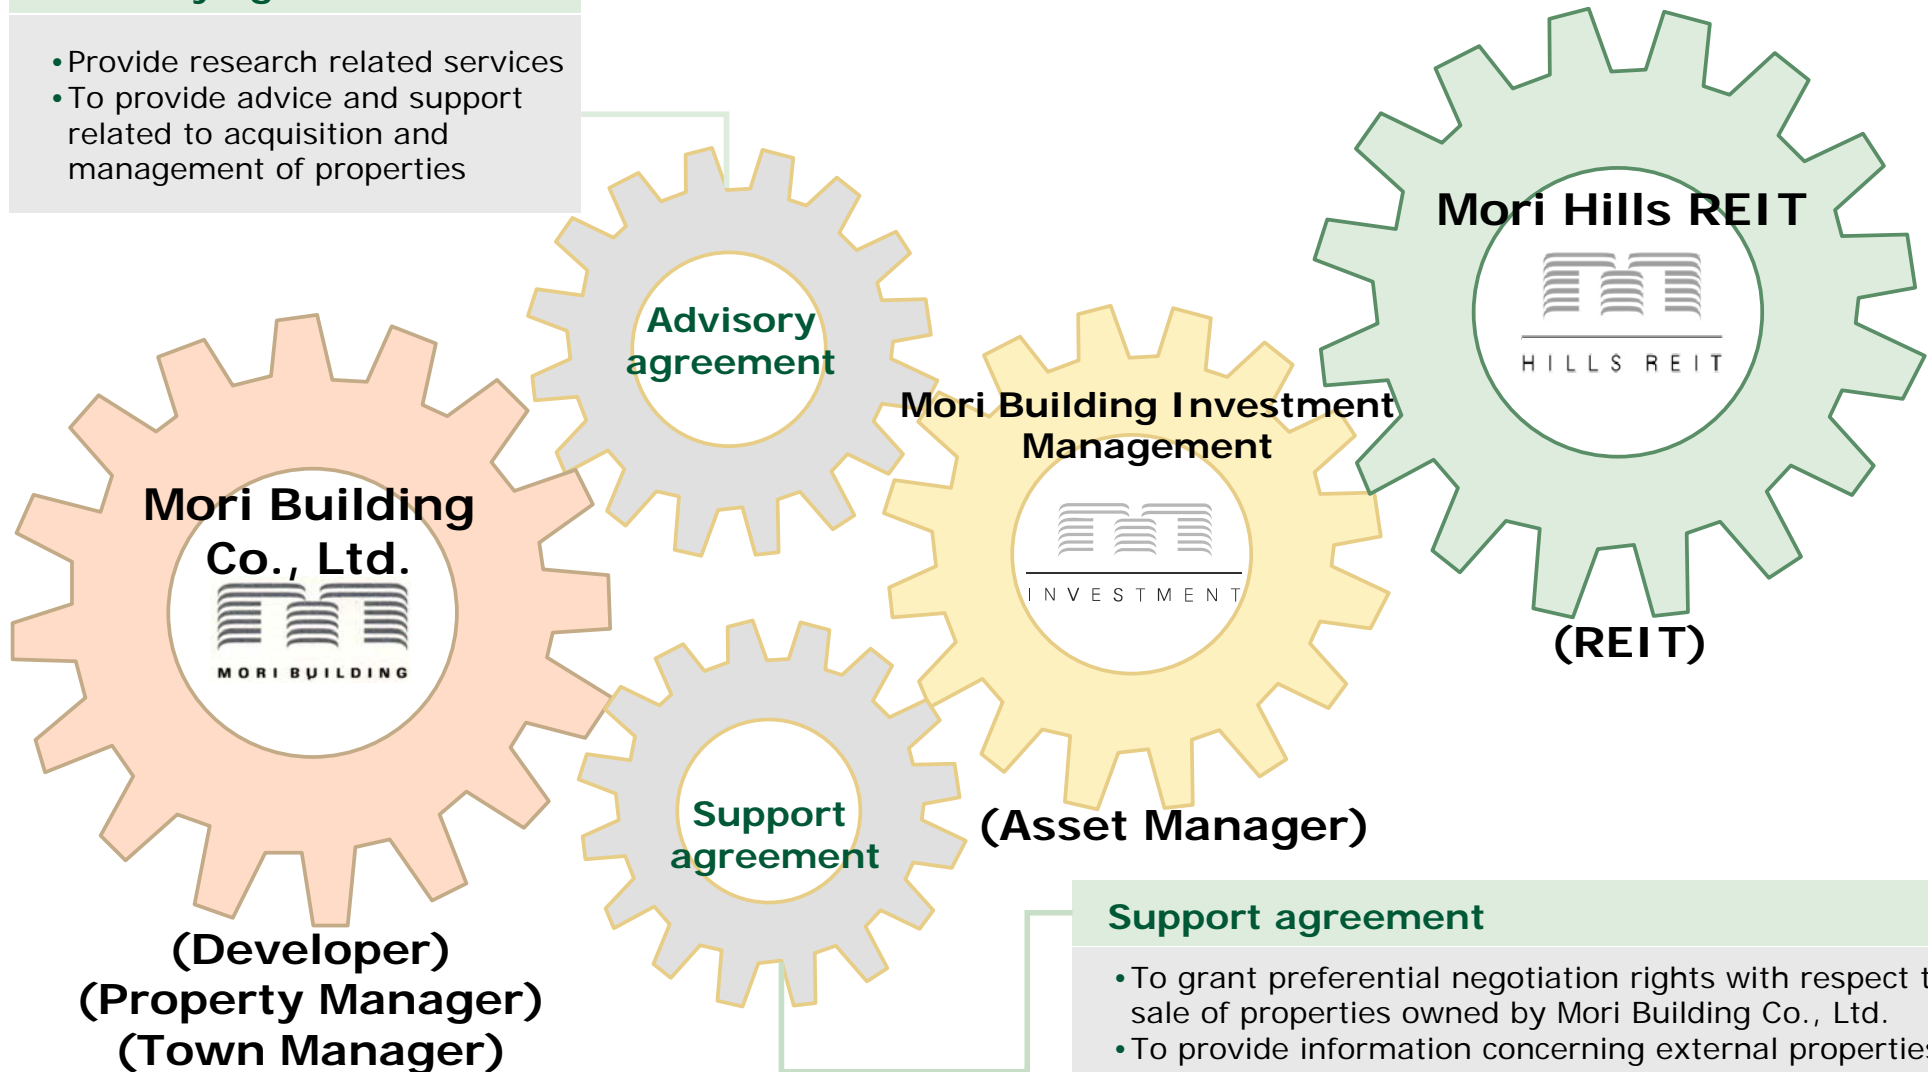 • Provide research related services
• To provide advice and support
related to acquisition and
management of properties
Mori Hills REIT
HILLS REIT
(REIT)
Advisory
agreement
Mori Building Investment
Management
INVESTMENT
(Asset Manager)
Mori Building
Co., Ltd.
MORI BUILDING
(Developer)
(Property Manager)
(Town Manager)
Support
agreement
Support agreement
• To grant preferential negotiation rights with respect
sale of properties owned by Mori Building Co., Ltd.
• To provide information concerning external properties